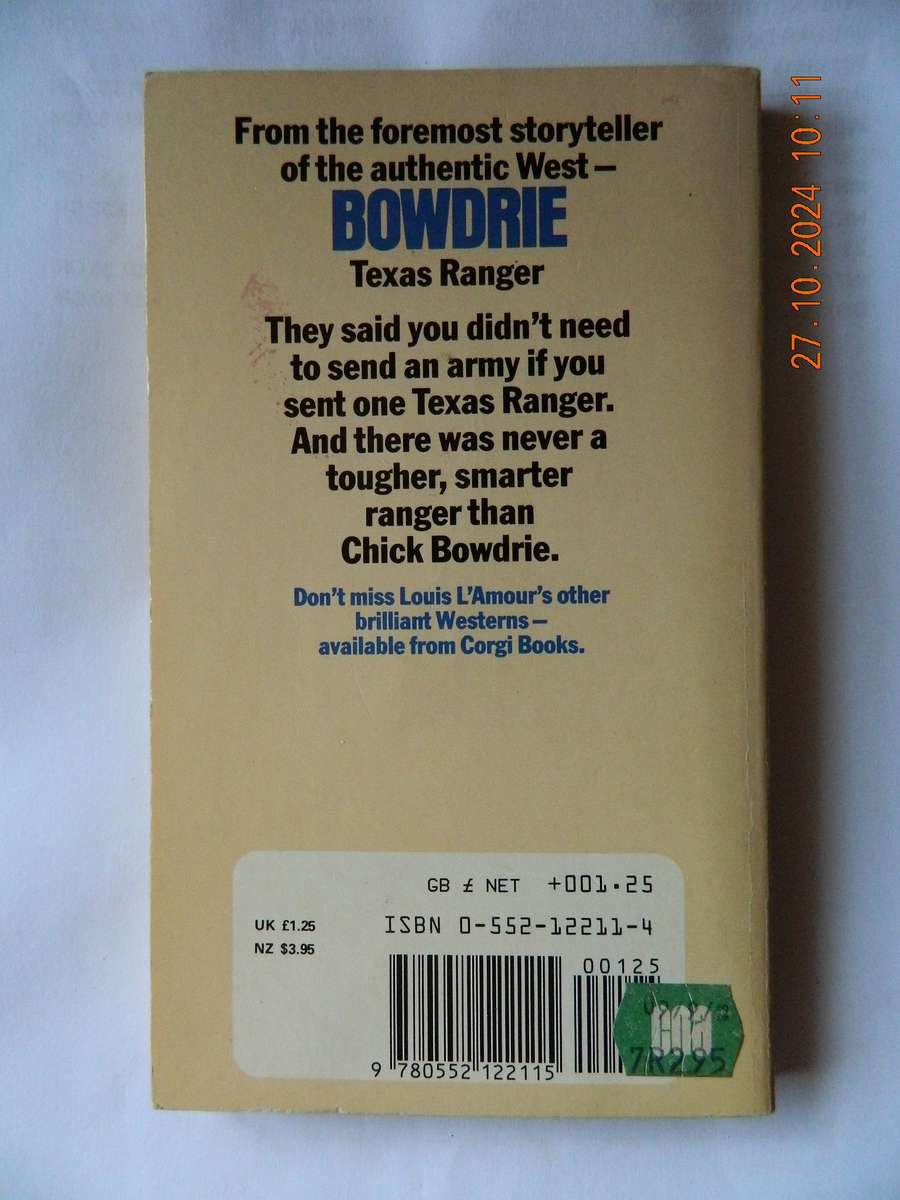 From the foremost storyteller
of the authentic West –
BOWDRIE
Texas Ranger
They said you didn't need
to send an army if you
sent one Texas Ranger.
And there was never a
tougher, smarter
ranger than
Chick Bowdrie.
Don't miss Louis L'Amour's other
brilliant Westerns –
available from Corgi Books.
GB £ NET +001.25
UK £1.25
NZ $3.95
ISBN 0-552-12211-4
00125
9 780552 122115
cna
7R295
27.10.2024 10:11